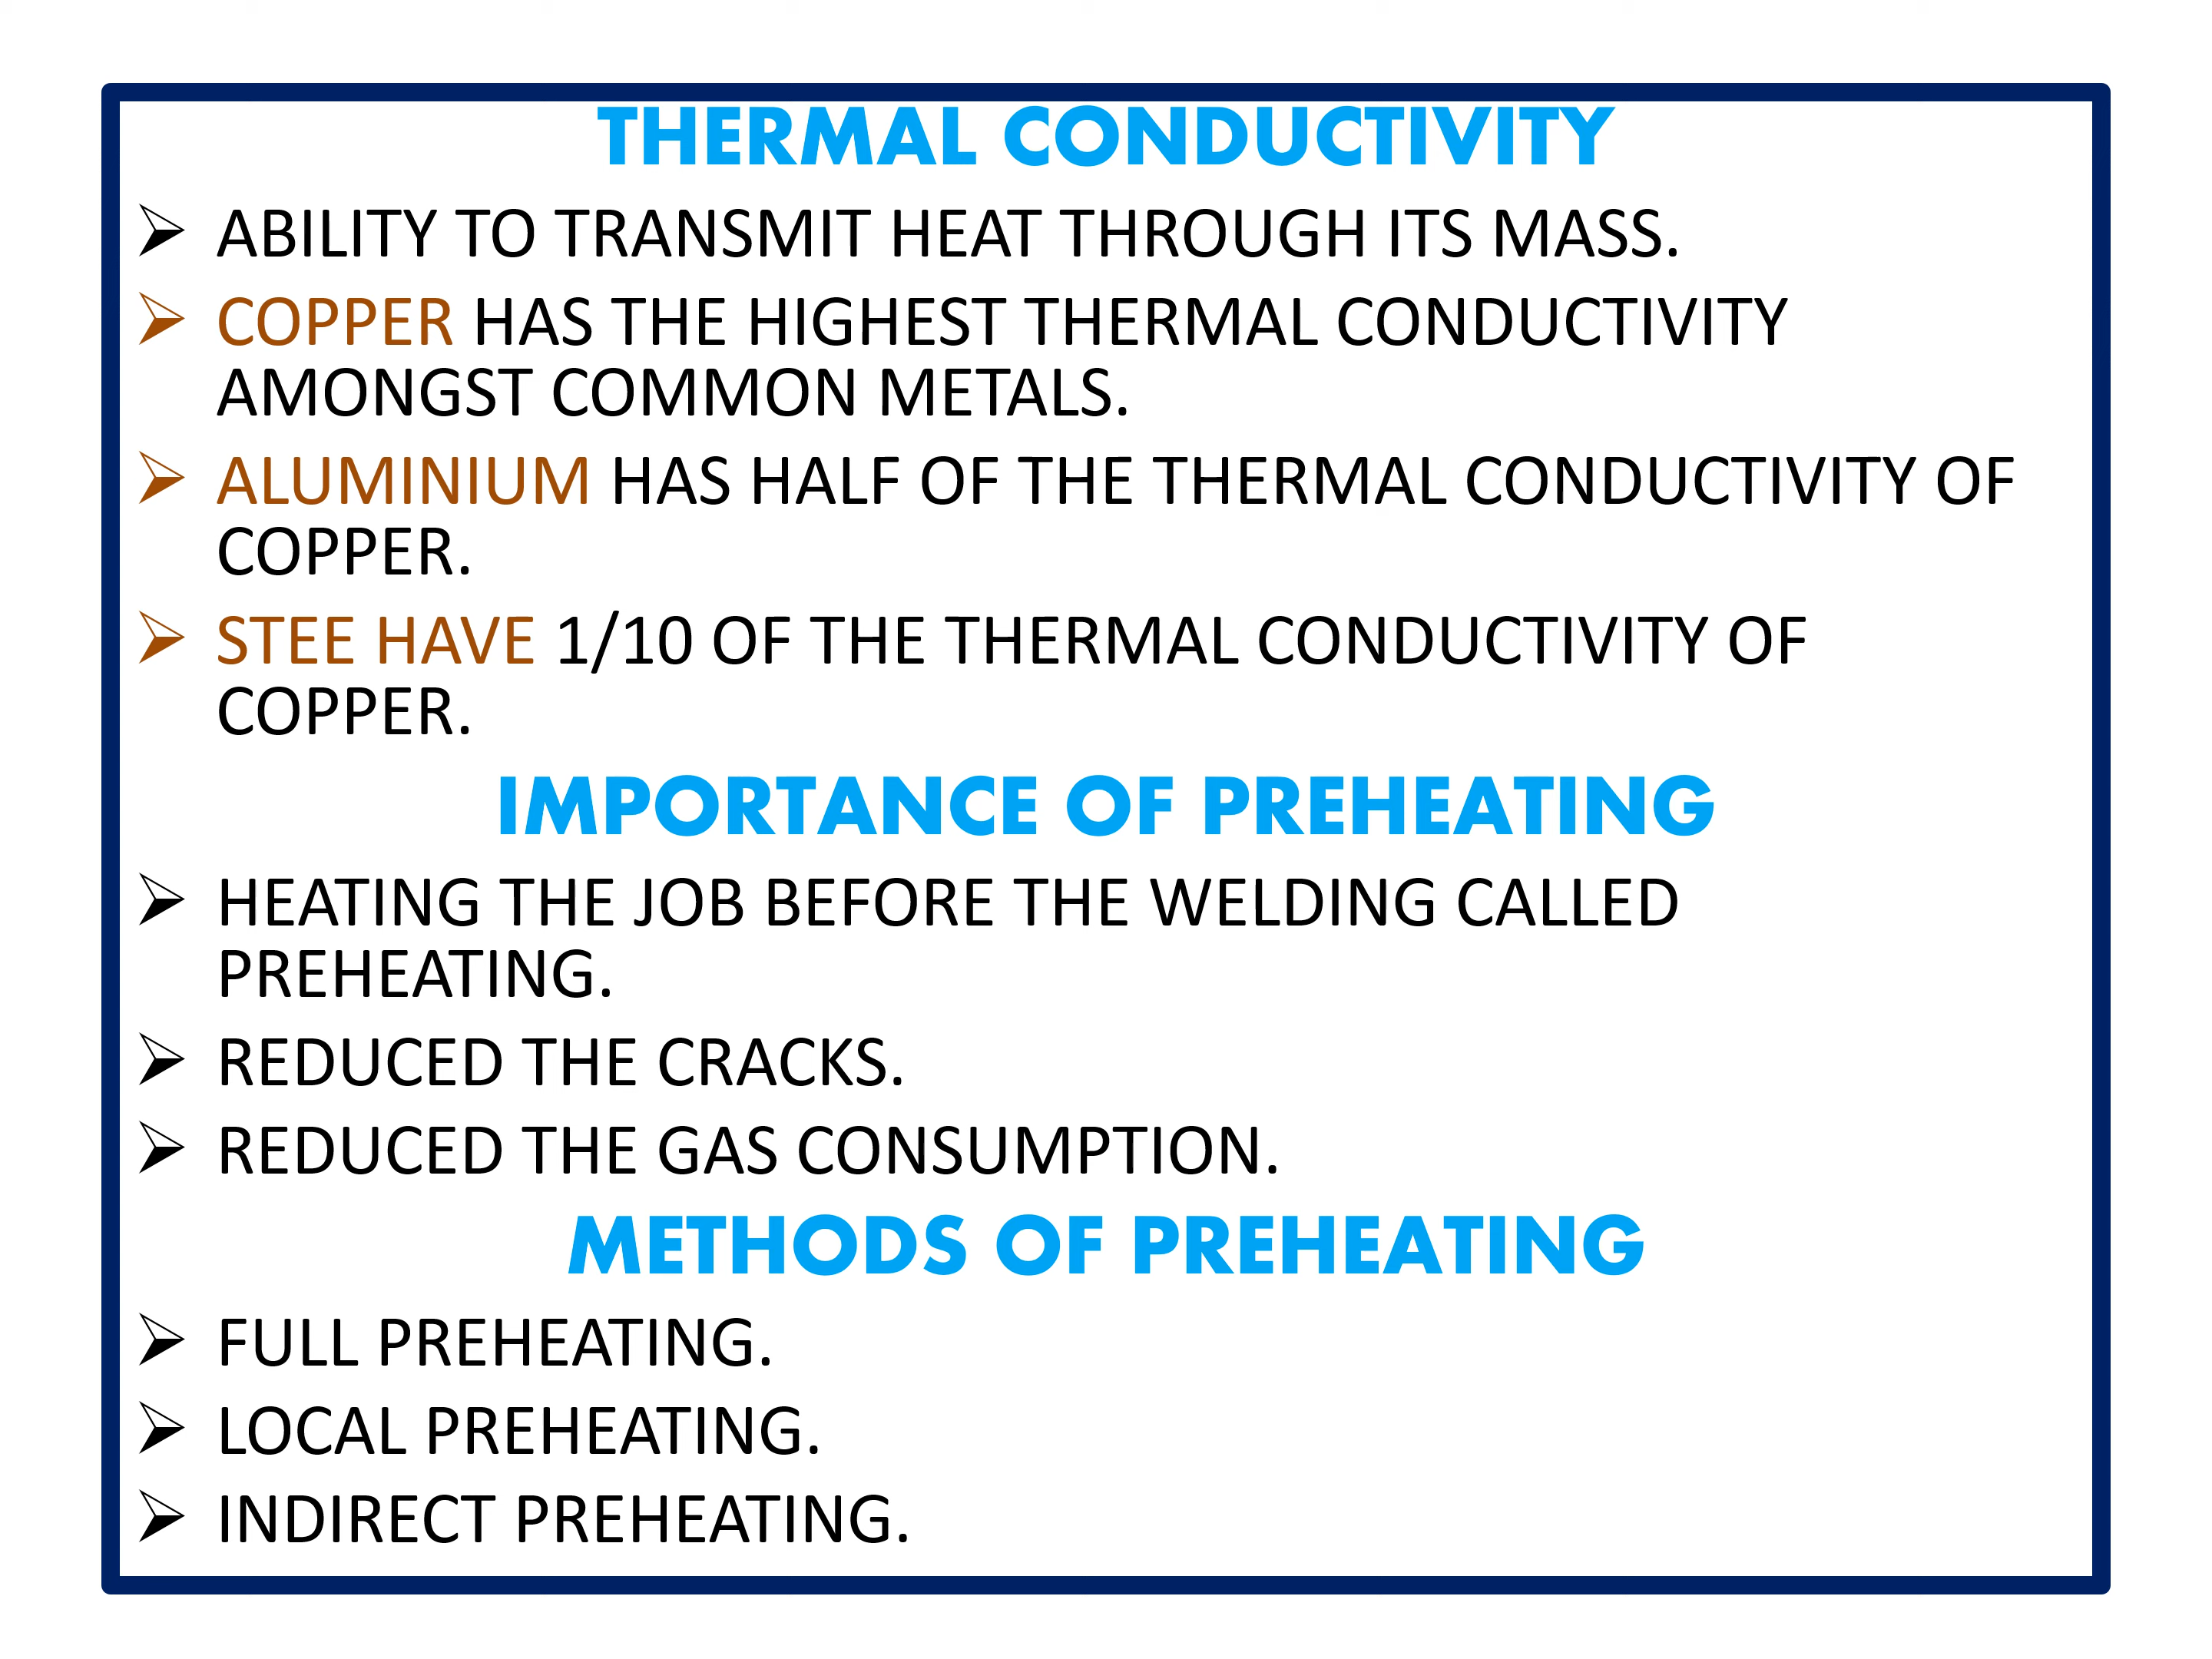 THERMAL CONDUCTIVITY
ABILITY TO TRANSMIT HEAT THROUGH ITS MASS.
COPPER HAS THE HIGHEST THERMAL CONDUCTIVITY
AMONGST COMMON METALS.
ALUMINIUM HAS HALF OF THE THERMAL CONDUCTIVITY OF
COPPER.
STEE HAVE 1/10 OF THE THERMAL CONDUCTIVITY OF
COPPER.
IMPORTANCE OF PREHEATING
HEATING THE JOB BEFORE THE WELDING CALLED
PREHEATING.
REDUCED THE CRACKS.
REDUCED THE GAS CONSUMPTION.
METHODS OF PREHEATING
FULL PREHEATING.
LOCAL PREHEATING.
INDIRECT PREHEATING.